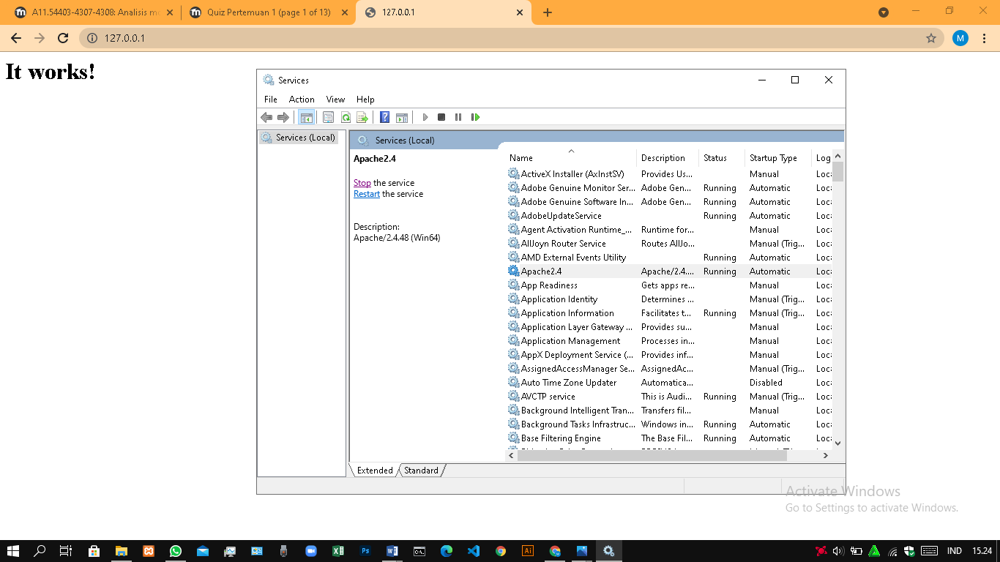 A11.54403-4307-4308: Analisis m
Quiz Pertemuan 1 (page 1 of 13)
127.0.0.1
127.0.0.1
M
It works!
Services
File Action View Help
Services (Local)
Services (Local)
Apache2.4
Stop the service
Restart the service
Description:
Apache/2.4.48 (Win64)
Name Description Status Startup Type Log
ActiveX Installer (AxInstSV) Provides Us... Manual Loc
Adobe Genuine Monitor Ser... Adobe Gen... Running Automatic Loc
Adobe Genuine Software In... Adobe Gen... Running Automatic Loc
AdobeUpdateService Running Automatic Loc
Agent Activation Runtime_... Runtime for... Manual Loc
AllJoyn Router Service Routes AllJo... Manual (Trig... Loc
AMD External Events Utility Running Automatic Loc
Apache2.4 Apache/2.4.... Running Automatic Loc
App Readiness Gets apps re... Manual Loc
Application Identity Determines ... Manual (Trig... Loc
Application Information Facilitates t... Running Manual (Trig... Loc
Application Layer Gateway ... Provides su... Manual Loc
Application Management Processes in... Manual Loc
AppX Deployment Service (... Provides inf... Manual Loc
AssignedAccessManager Se... AssignedAc... Manual (Trig... Loc
Auto Time Zone Updater Automatica... Disabled Loc
AVCTP service This is Audi... Running Manual (Trig... Loc
Background Intelligent Tran... Transfers fil... Manual Loc
Background Tasks Infrastruc... Windows in... Running Automatic Loc
Base Filtering Engine The Base Fil... Running Automatic Loc
Extended Standard
Activate Windows
Go to Settings to activate Windows.
IND 15.24